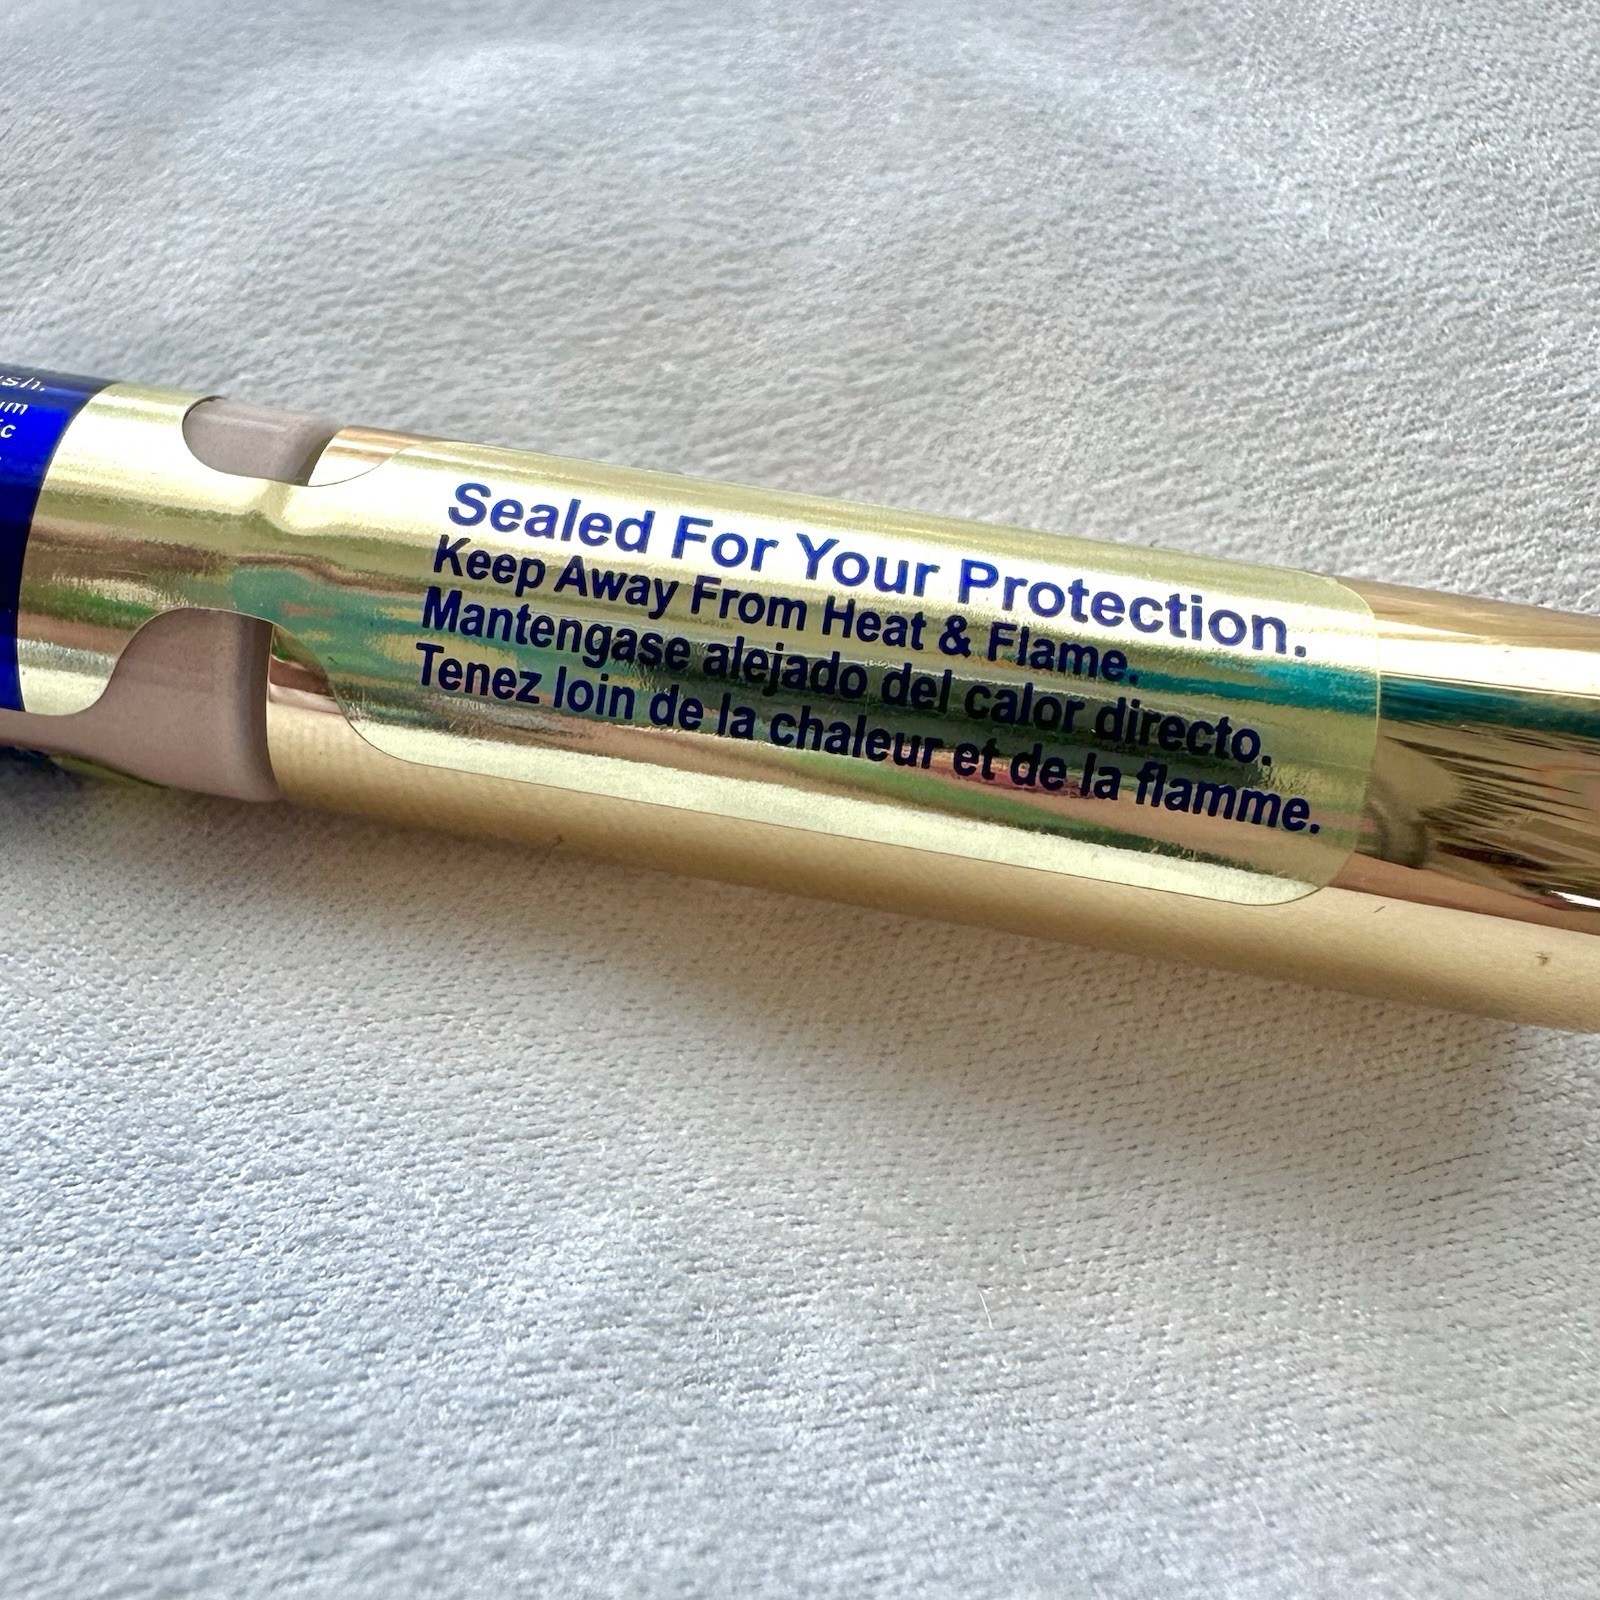 Sealed For Your Protection.
Keep Away From Heat & Flame.
Mantengase alejado del calor directo.
Tenez loin de la chaleur et de la flamme.